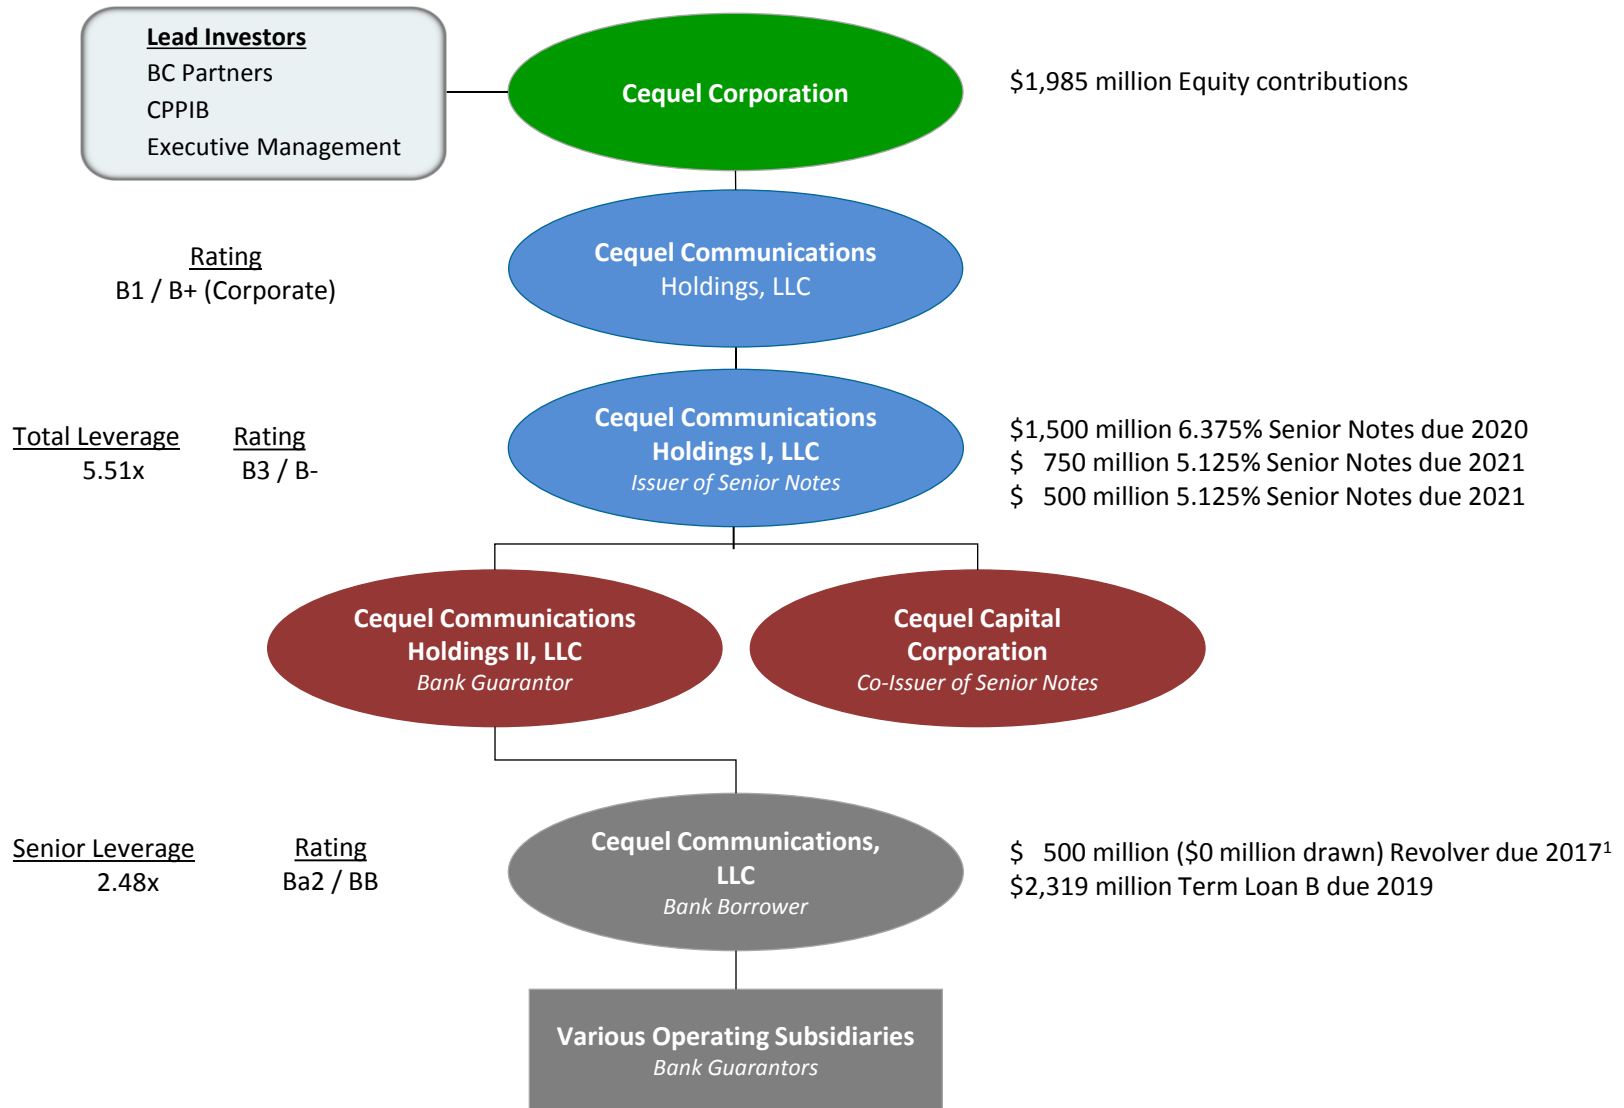 Lead Investors
BC Partners
CPPIB
Executive Management
Cequel Corporation
$1,985 million Equity contributions
Rating
B1 / B+ (Corporate)
Cequel Communications
Holdings, LLC
Total Leverage
5.51x
Rating
B3 / B-
Cequel Communications
Holdings I, LLC
Issuer of Senior Notes
$1,500 million 6.375% Senior Notes due 2020
$ 750 million 5.125% Senior Notes due 2021
$ 500 million 5.125% Senior Notes due 2021
Cequel Communications
Holdings II, LLC
Bank Guarantor
Cequel Capital
Corporation
Co-Issuer of Senior Notes
Senior Leverage
2.48x
Rating
Ba2 / BB
Cequel Communications,
LLC
Bank Borrower
$ 500 million ($0 million drawn) Revolver due 2017¹
$2,319 million Term Loan B due 2019
Various Operating Subsidiaries
Bank Guarantors